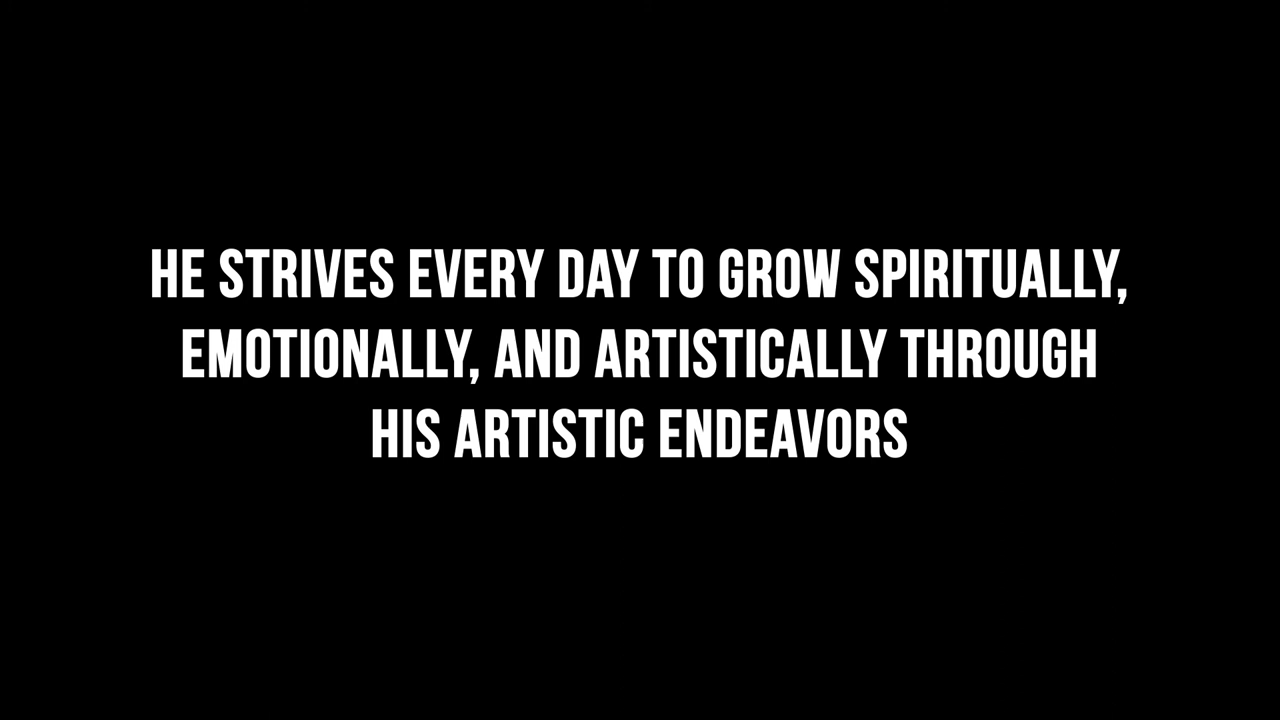 HE STRIVES EVERY DAY TO GROW SPIRITUALLY,
EMOTIONALLY, AND ARTISTICALLY THROUGH
HIS ARTISTIC ENDEAVORS